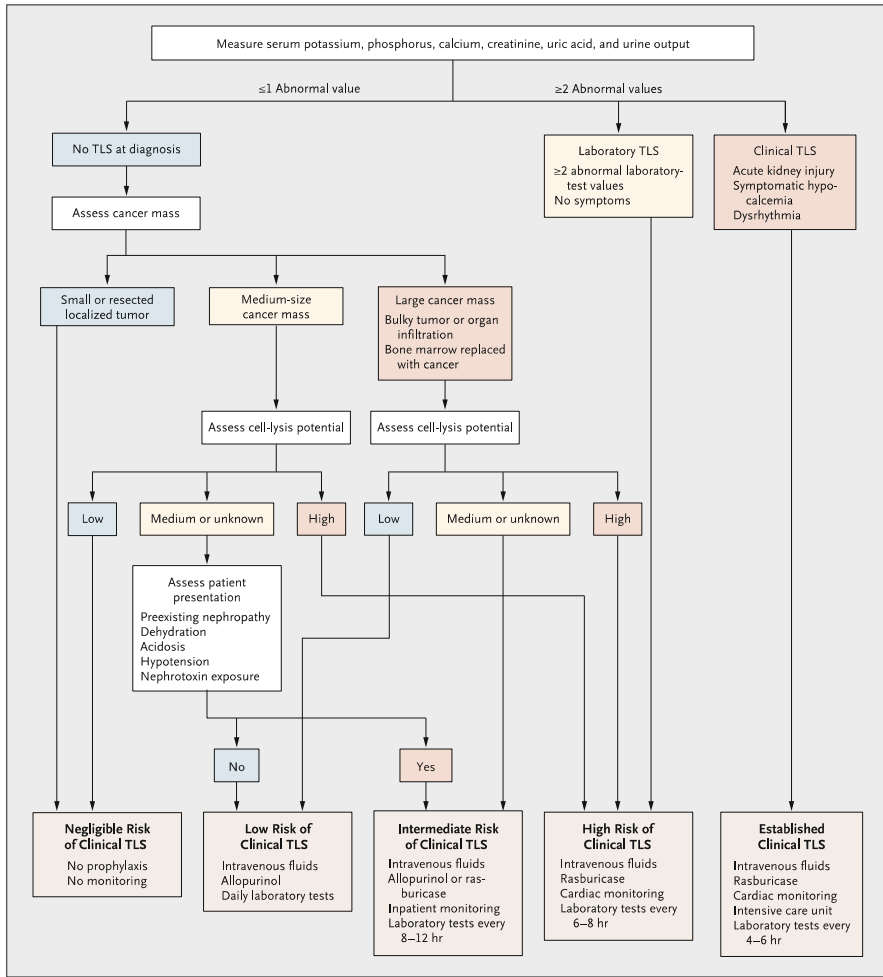 Measure serum potassium, phosphorus, calcium, creatinine, uric acid, and urine output
≤1 Abnormal value
≥2 Abnormal values
No TLS at diagnosis
Laboratory TLS
≥2 abnormal laboratory-
test values
No symptoms
Clinical TLS
Acute kidney injury
Symptomatic hypo-
calcemia
Dysrhythmia
Assess cancer mass
Small or resected
localized tumor
Medium-size
cancer mass
Large cancer mass
Bulky tumor or organ
infiltration
Bone marrow replaced
with cancer
Assess cell-lysis potential
Assess cell-lysis potential
Low
Medium or unknown
High
Low
Medium or unknown
High
Assess patient
presentation
Preexisting nephropathy
Dehydration
Acidosis
Hypotension
Nephrotoxin exposure
No
Yes
Negligible Risk
of Clinical TLS
No prophylaxis
No monitoring
Low Risk of
Clinical TLS
Intravenous fluids
Allopurinol
Daily laboratory tests
Intermediate Risk
of Clinical TLS
Intravenous fluids
Allopurinol or ras-
buricase
Inpatient monitoring
Laboratory tests every
8–12 hr
High Risk of
Clinical TLS
Intravenous fluids
Rasburicase
Cardiac monitoring
Laboratory tests every
6–8 hr
Established
Clinical TLS
Intravenous fluids
Rasburicase
Cardiac monitoring
Intensive care unit
Laboratory tests every
4–6 hr